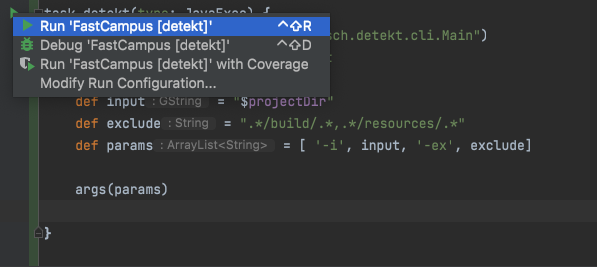 task detekt(type: JavaExec) {
Run 'FastCampus [detekt]' ^⇧R
sch.detekt.cli.Main")
Debug 'FastCampus [detekt]' ^⇧D
Run 'FastCampus [detekt]' with Coverage
Modify Run Configuration...
def input : GString = "$projectDir"
def exclude : String = ".*/build/.*,.*/resources/.*"
def params : ArrayList<String> = [ '-i', input, '-ex', exclude]
args(params)
}